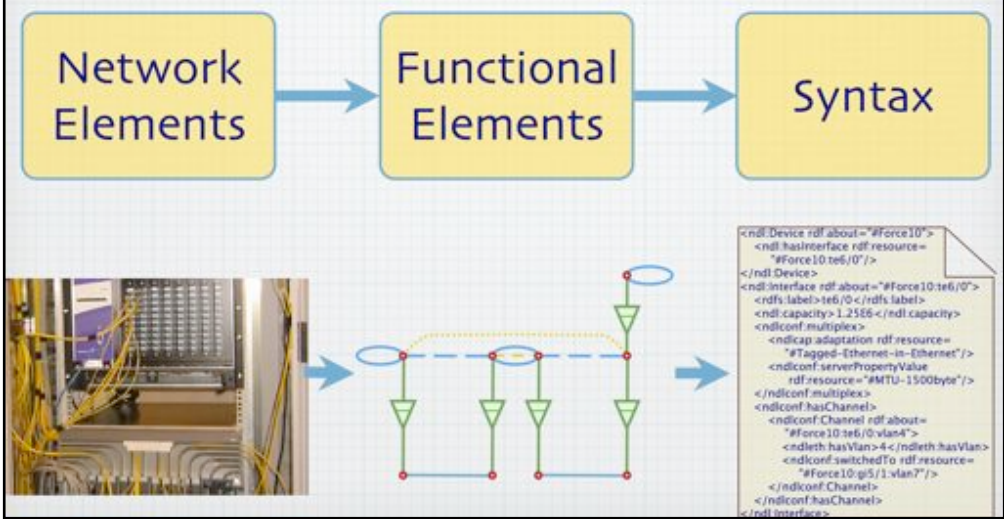 Network
Elements
Functional
Elements
Syntax
<ndl:Device rdf:about="#Force10">
<ndl:hasInterface rdf:resource=
"#Force10:te6/0"/>
</ndl:Device>
<ndl:Interface rdf:about="#Force10:te6/0">
<rdfs:label>te6/0</rdfs:label>
<ndl:capacity>1.25E6</ndl:capacity>
<ndlconf:multiplex>
<ndlcap:adaptation rdf:resource=
"#Tagged-Ethernet-in-Ethernet"/>
<ndlconf:serverPropertyValue
rdf:resource="#MTU-1500byte"/>
</ndlconf:multiplex>
<ndlconf:hasChannel>
<ndlconf:Channel rdf:about=
"#Force10:te6/0:vlan4">
<ndleth:hasVlan>4</ndleth:hasVlan>
<ndlconf:switchedTo rdf:resource=
"#Force10:gi5/1:vlan7"/>
</ndlconf:Channel>
</ndlconf:hasChannel>
</ndl:Interface>